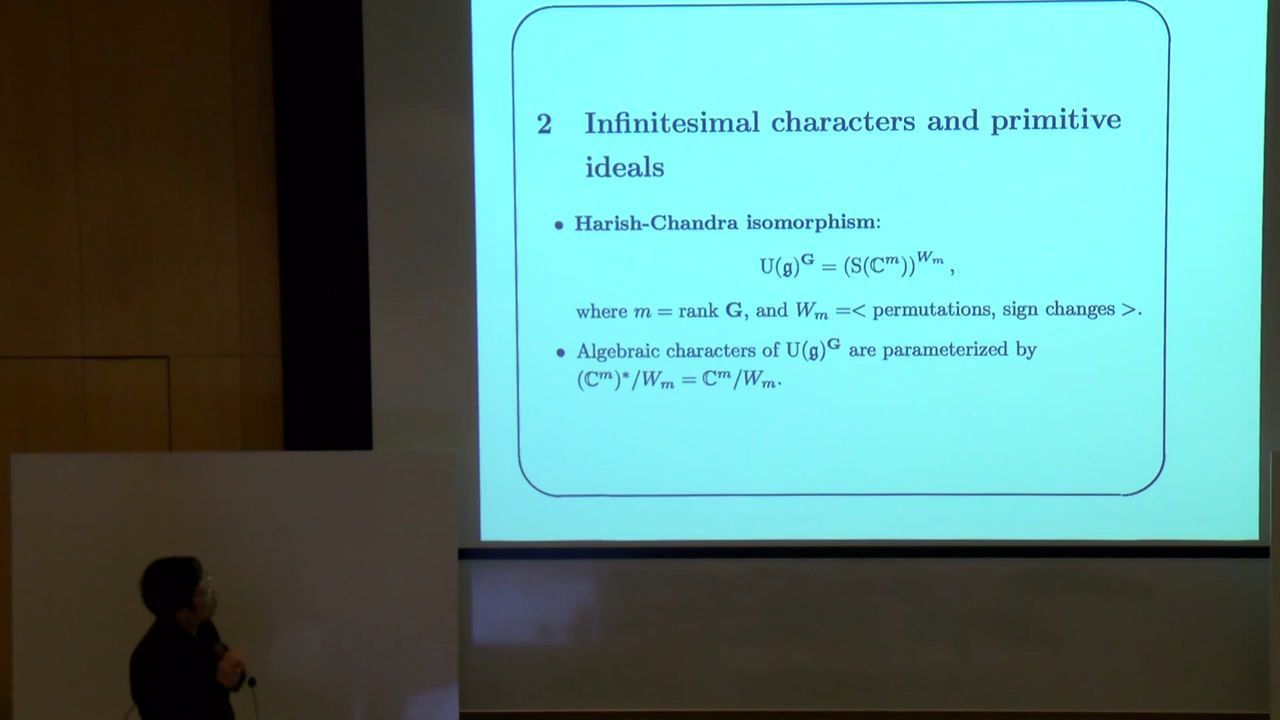 2 Infinitesimal characters and primitive
ideals
• Harish-Chandra isomorphism:
U(𝔤)^G = (S(ℂ^m))^{W_m} ,
where m = rank G, and W_m =< permutations, sign changes >.
• Algebraic characters of U(𝔤)^G are parameterized by
(ℂ^m)*/W_m = ℂ^m/W_m.